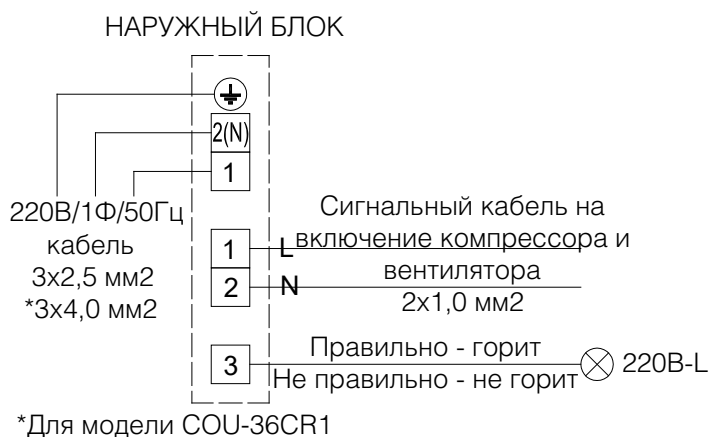 НАРУЖНЫЙ БЛОК
2(N)
1
220В/1Ф/50Гц
кабель
3х2,5 мм2
*3х4,0 мм2
Сигнальный кабель на
1 L включение компрессора и
вентилятора
2 N
2х1,0 мм2
Правильно - горит
3 220В-L
Не правильно - не горит
*Для модели COU-36CR1